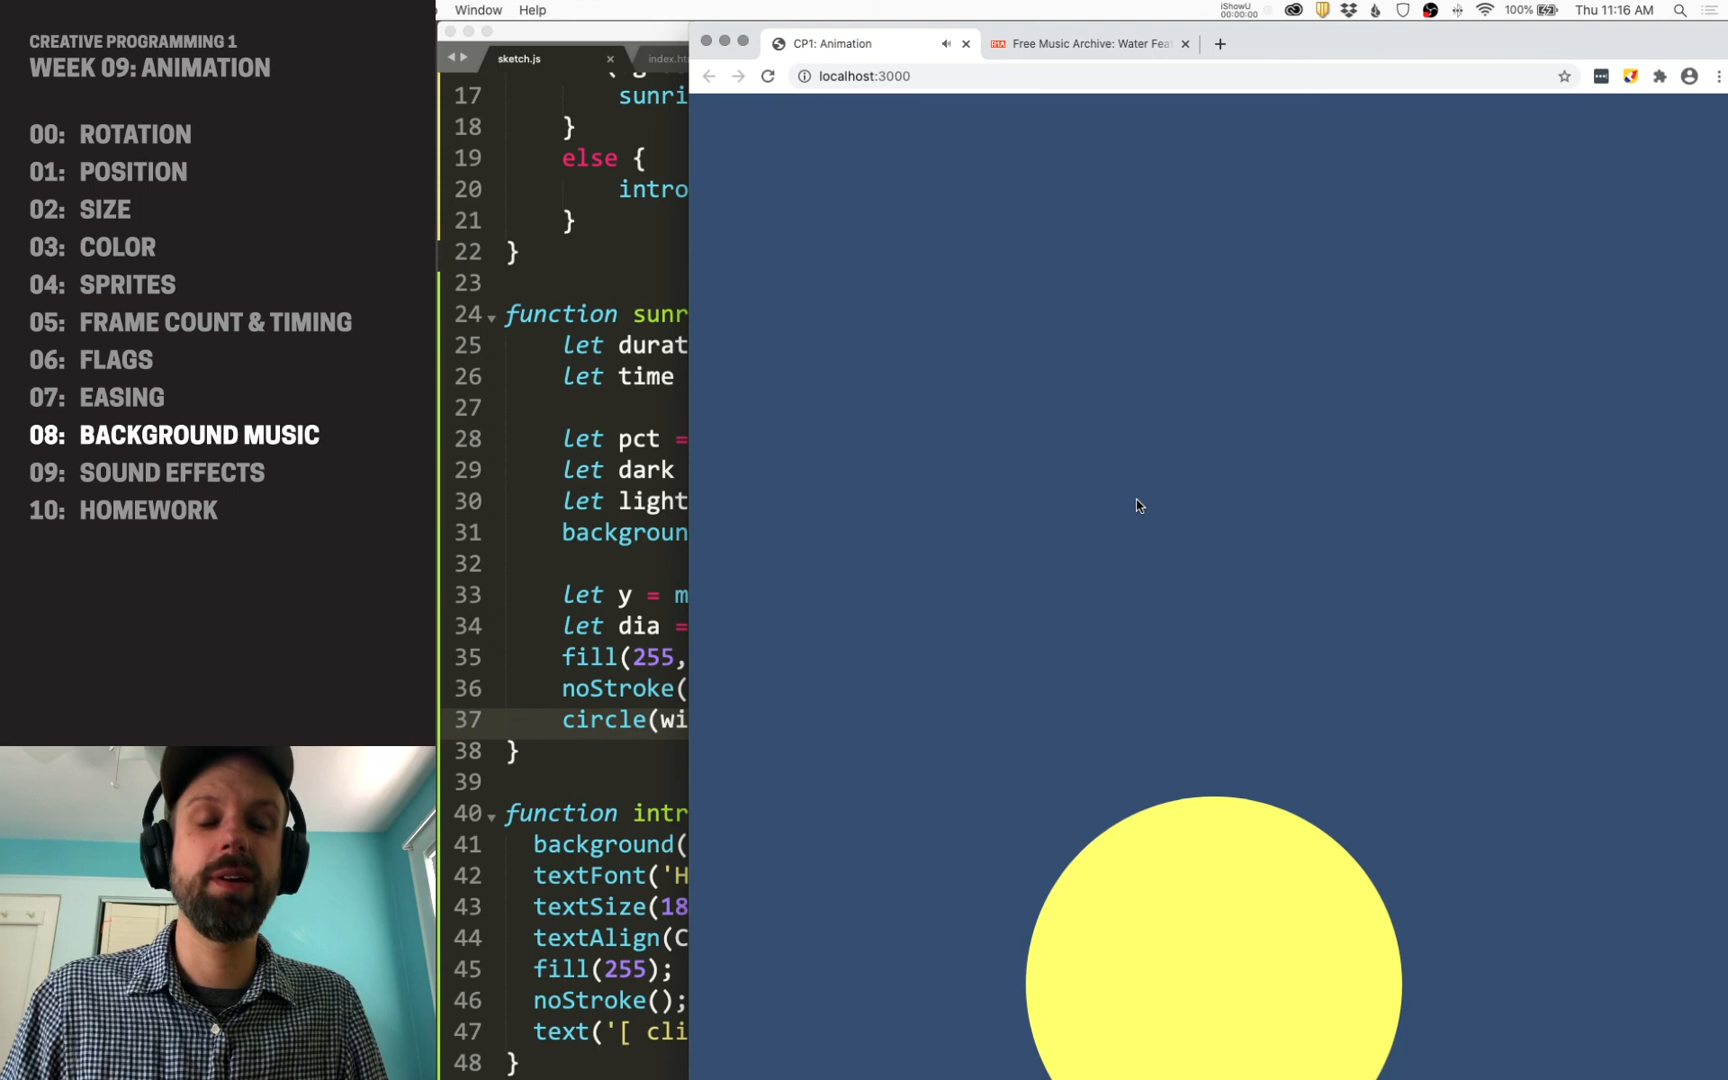 Window Help
iShowU
00:00:00
100%
Thu 11:16 AM
CREATIVE PROGRAMMING 1
WEEK 09: ANIMATION
00: ROTATION
01: POSITION
02: SIZE
03: COLOR
04: SPRITES
05: FRAME COUNT & TIMING
06: FLAGS
07: EASING
08: BACKGROUND MUSIC
09: SOUND EFFECTS
10: HOMEWORK
sketch.js
index.ht
17 sunri
18 }
19 else {
20 intro
21 }
22 }
23
24 function sunr
25 let durat
26 let time
27
28 let pct =
29 let dark
30 let light
31 backgroun
32
33 let y = m
34 let dia =
35 fill(255,
36 noStroke(
37 circle(wi
38 }
39
40 function intr
41 background(
42 textFont('H
43 textSize(18
44 textAlign(C
45 fill(255);
46 noStroke();
47 text('[ cli
48 }
CP1: Animation
Free Music Archive: Water Fea
localhost:3000